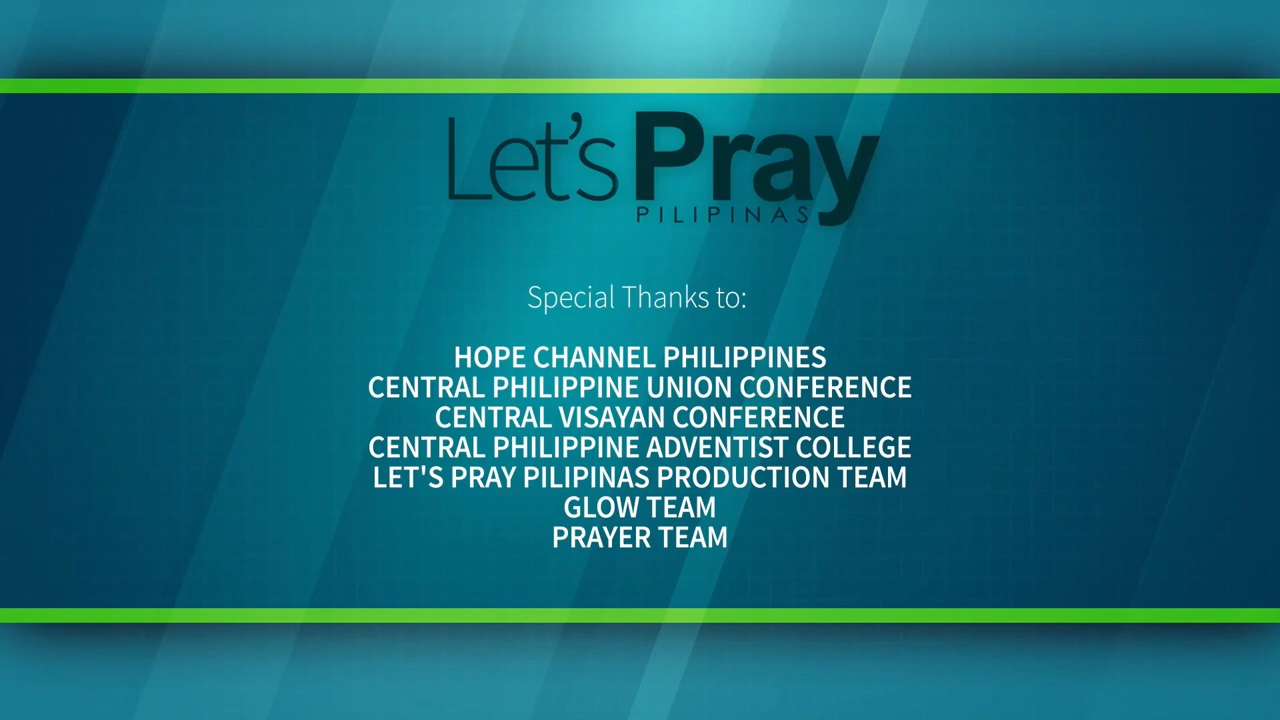 Let's Pray
PILIPINAS
Special Thanks to:
HOPE CHANNEL PHILIPPINES
CENTRAL PHILIPPINE UNION CONFERENCE
CENTRAL VISAYAN CONFERENCE
CENTRAL PHILIPPINE ADVENTIST COLLEGE
LET'S PRAY PILIPINAS PRODUCTION TEAM
GLOW TEAM
PRAYER TEAM